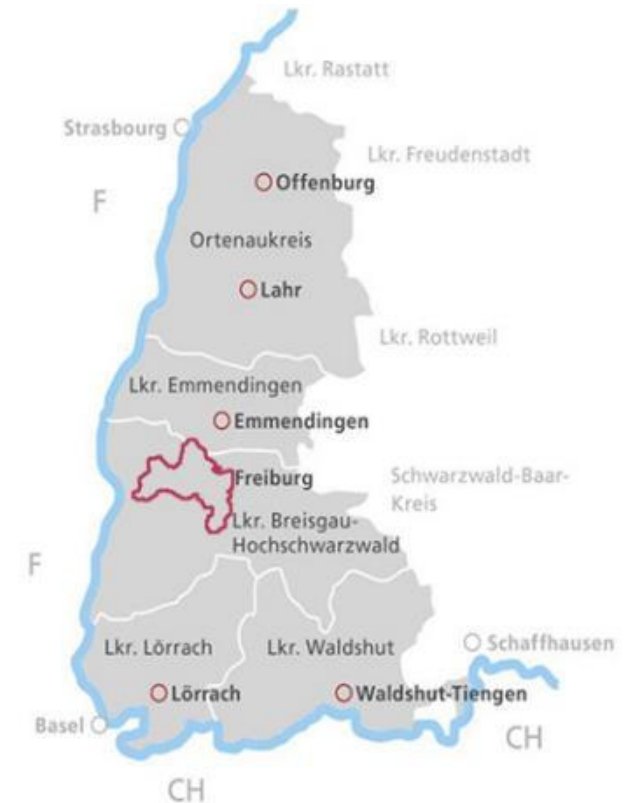 Lkr. Rastatt
Strasbourg
Lkr. Freudenstadt
Offenburg
F
Ortenaukreis
Lahr
Lkr. Rottweil
Lkr. Emmendingen
Emmendingen
Freiburg
Schwarzwald-Baar-
Kreis
Lkr. Breisgau-
Hochschwarzwald
F
Lkr. Lörrach
Lkr. Waldshut
Schaffhausen
Lörrach
Waldshut-Tiengen
Basel
CH
CH